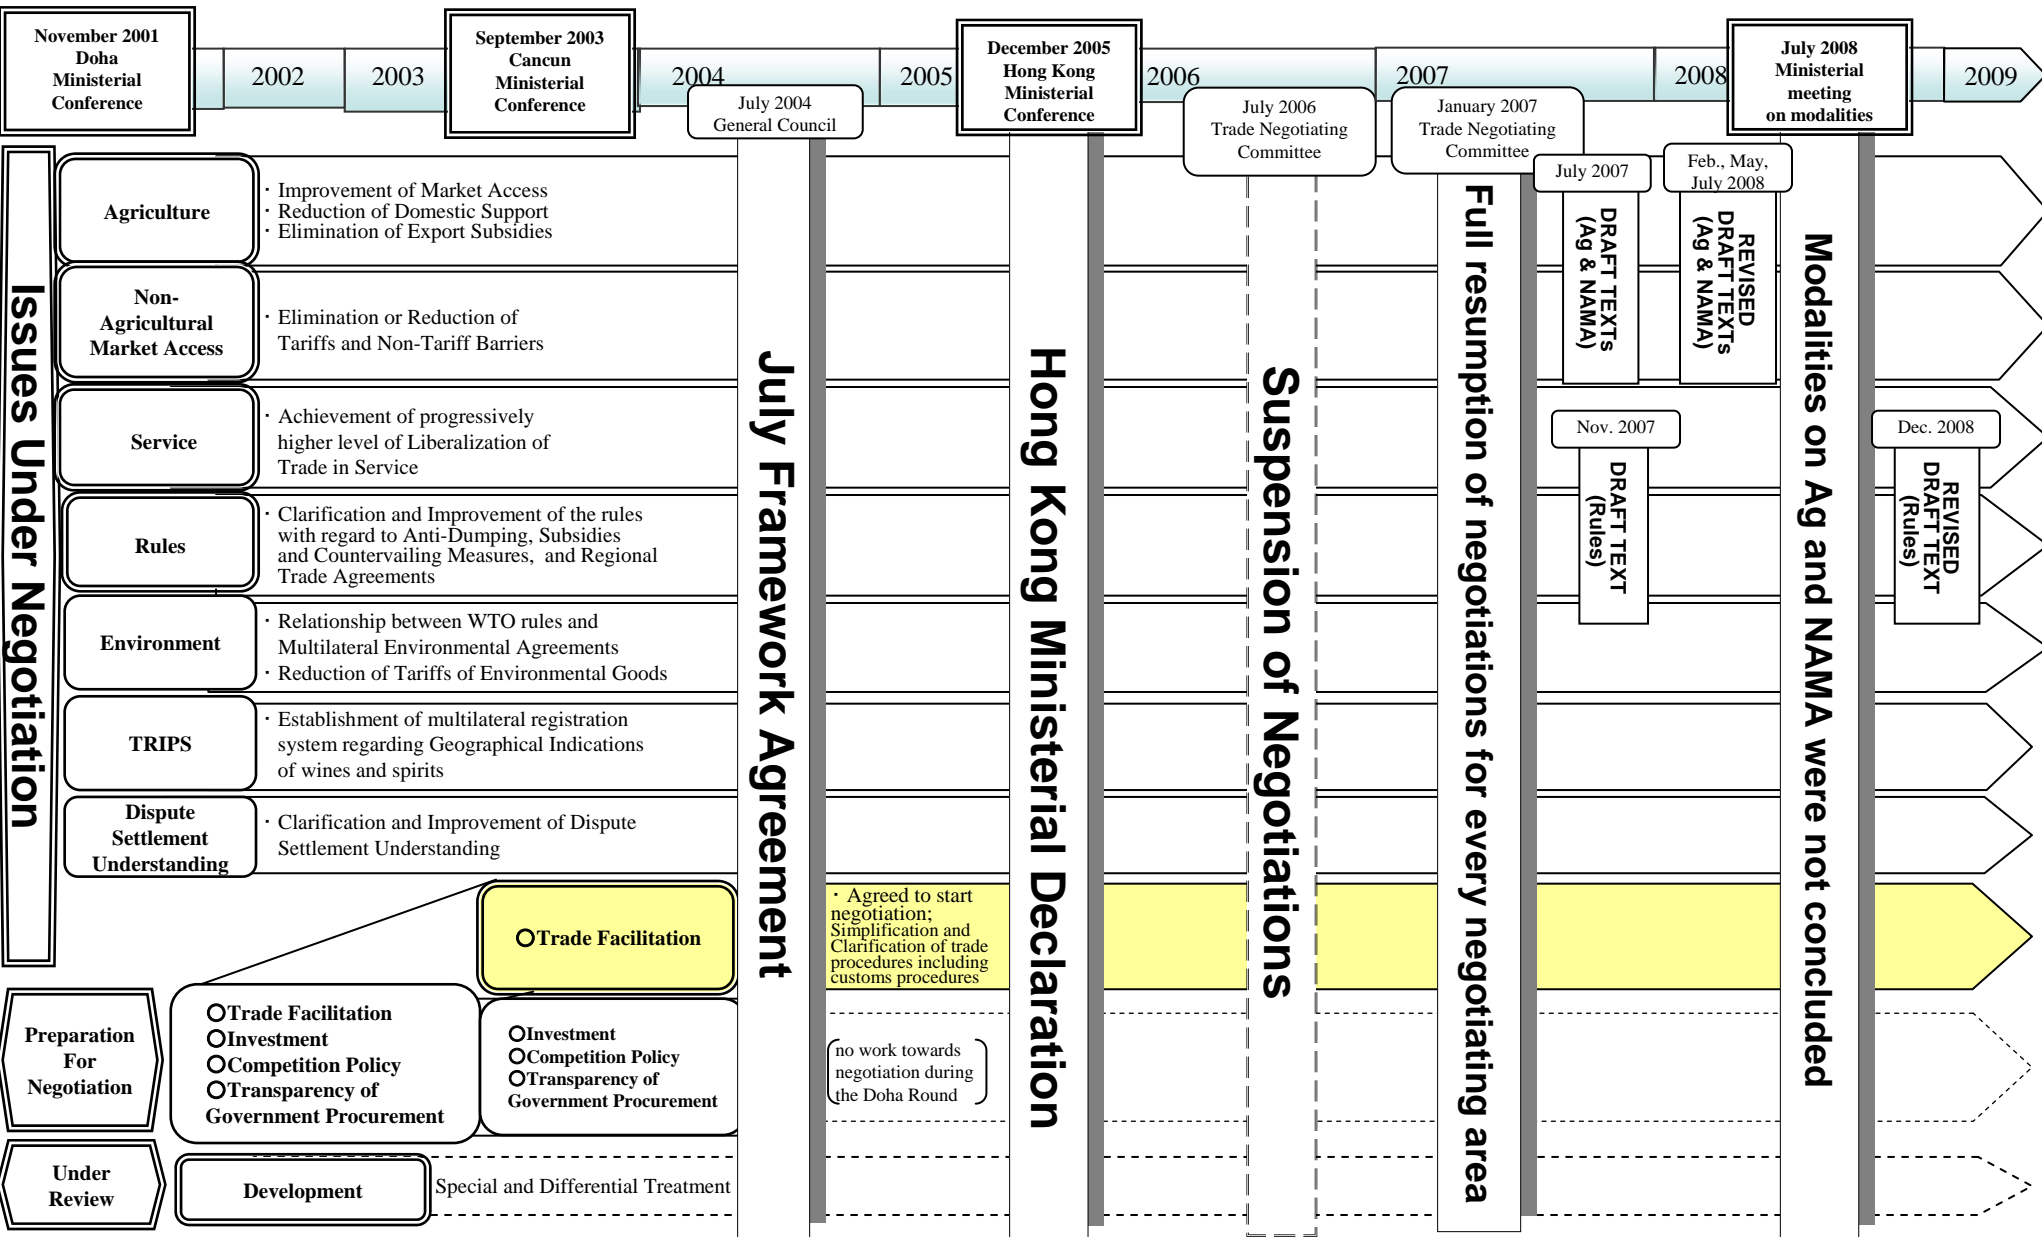 November 2001
Doha
Ministerial
Conference
2002
2003
September 2003
Cancun
Ministerial
Conference
2004
2005
December 2005
Hong Kong
Ministerial
Conference
2006
2007
2008
July 2008
Ministerial
meeting
on modalities
2009
July 2004
General Council
July 2006
Trade Negotiating
Committee
January 2007
Trade Negotiating
Committee
July 2007
Feb., May,
July 2008
Issues Under Negotiation
Agriculture
・Improvement of Market Access
・Reduction of Domestic Support
・Elimination of Export Subsidies
Non-
Agricultural
Market Access
・Elimination or Reduction of
Tariffs and Non-Tariff Barriers
Service
・Achievement of progressively
higher level of Liberalization of
Trade in Service
Rules
・Clarification and Improvement of the rules
with regard to Anti-Dumping, Subsidies
and Countervailing Measures, and Regional
Trade Agreements
Environment
・Relationship between WTO rules and
Multilateral Environmental Agreements
・Reduction of Tariffs of Environmental Goods
TRIPS
・Establishment of multilateral registration
system regarding Geographical Indications
of wines and spirits
Dispute
Settlement
Understanding
・Clarification and Improvement of Dispute
Settlement Understanding
July Framework Agreement
Hong Kong Ministerial Declaration
Suspension of Negotiations
Full resumption of negotiations for every negotiating area
DRAFT TEXTs
(Ag & NAMA)
REVISED
DRAFT TEXTs
(Ag & NAMA)
Modalities on Ag and NAMA were not concluded
Nov. 2007
DRAFT TEXT
(Rules)
Dec. 2008
REVISED
DRAFT TEXT
(Rules)
○Trade Facilitation
・Agreed to start
negotiation;
Simplification and
Clarification of trade
procedures including
customs procedures
Preparation
For
Negotiation
○Trade Facilitation
○Investment
○Competition Policy
○Transparency of
Government Procurement
○Investment
○Competition Policy
○Transparency of
Government Procurement
no work towards
negotiation during
the Doha Round
Under
Review
Development
Special and Differential Treatment